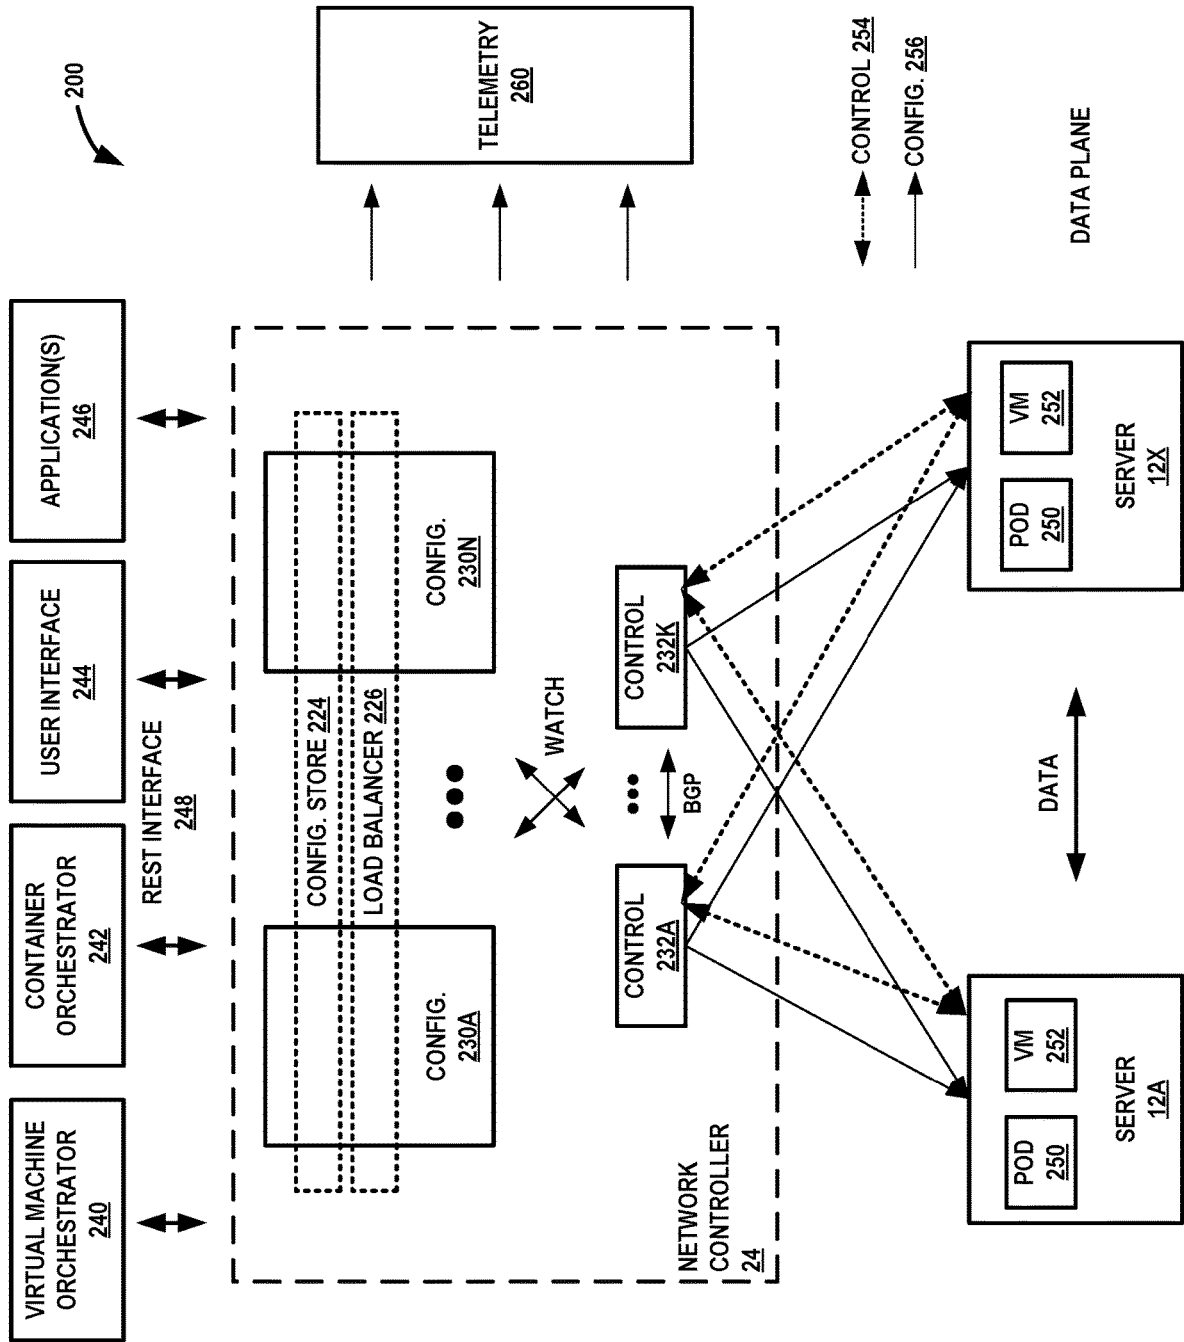 200
VIRTUAL MACHINE
ORCHESTRATOR
240
CONTAINER
ORCHESTRATOR
242
USER INTERFACE
244
APPLICATION(S)
246
REST INTERFACE
248
TELEMETRY
260
CONFIG. STORE 224
LOAD BALANCER 226
CONFIG.
230A
CONFIG.
230N
WATCH
CONTROL
232A
BGP
CONTROL
232K
NETWORK
CONTROLLER
24
CONTROL 254
CONFIG. 256
POD
250
VM
252
SERVER
12A
DATA
POD
250
VM
252
SERVER
12X
DATA PLANE